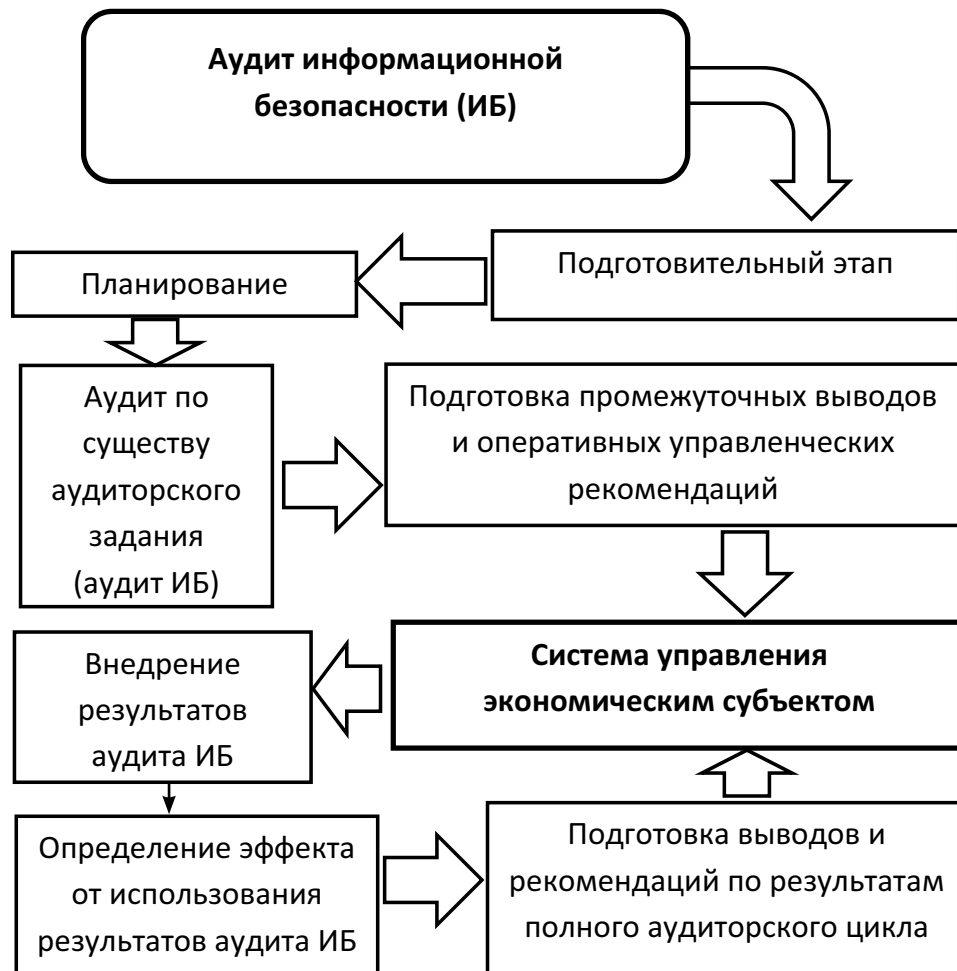 Аудит информационной
безопасности (ИБ)
Подготовительный этап
Планирование
Аудит по
существу
аудиторского
задания
(аудит ИБ)
Подготовка промежуточных выводов
и оперативных управленческих
рекомендаций
Система управления
экономическим субъектом
Внедрение
результатов
аудита ИБ
Определение эффекта
от использования
результатов аудита ИБ
Подготовка выводов и
рекомендаций по результатам
полного аудиторского цикла